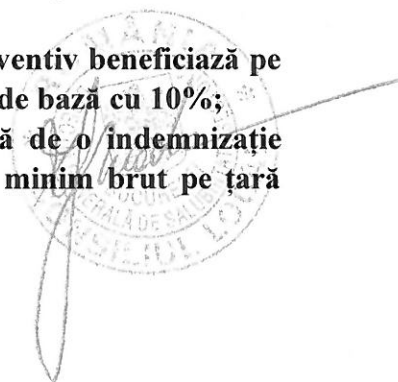 ventiv beneficiază pe
de bază cu 10%;
ă de o indemnizație
minim brut pe țară